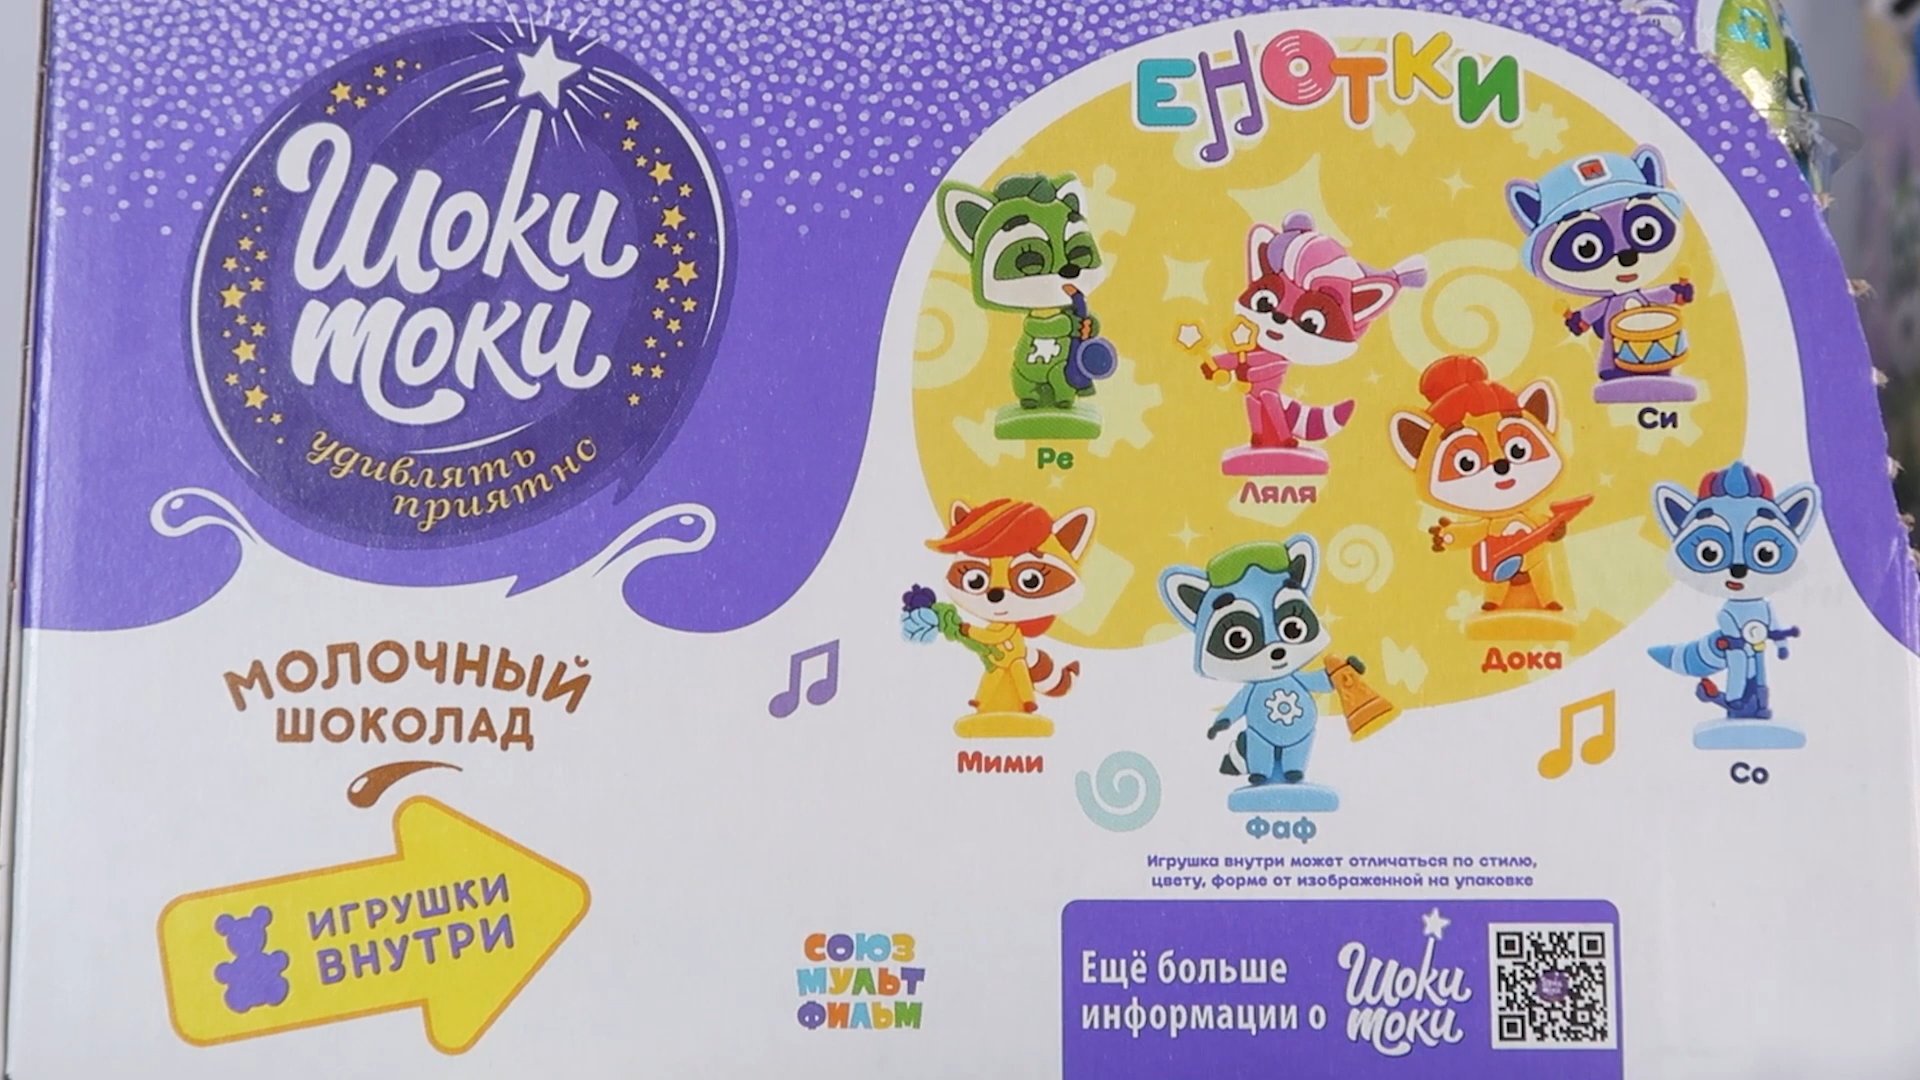 Шоки
токи
удивлять
приятно
МОЛОЧНЫЙ
ШОКОЛАД
ИГРУШКИ
ВНУТРИ
ЕНОТКИ
Ре
Ляля
Си
Дока
Мими
Фаф
Со
Игрушка внутри может отличаться по стилю,
цвету, форме от изображенной на упаковке
СОЮЗ
МУЛЬТ
ФИЛЬМ
Ещё больше
информации о
Шоки
токи